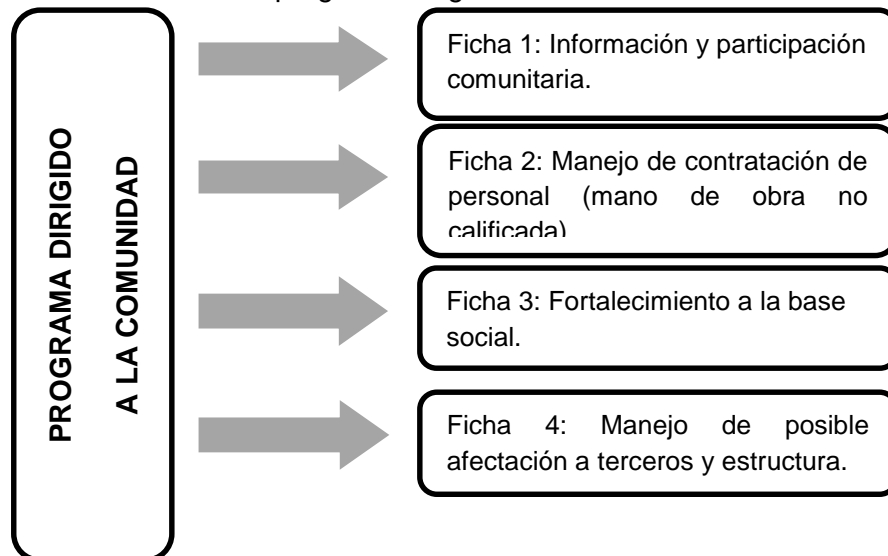 PROGRAMA DIRIGIDO
A LA COMUNIDAD
Ficha 1: Información y participación
comunitaria.
Ficha 2: Manejo de contratación de
personal (mano de obra no
calificada)
Ficha 3: Fortalecimiento a la base
social.
Ficha 4: Manejo de posible
afectación a terceros y estructura.